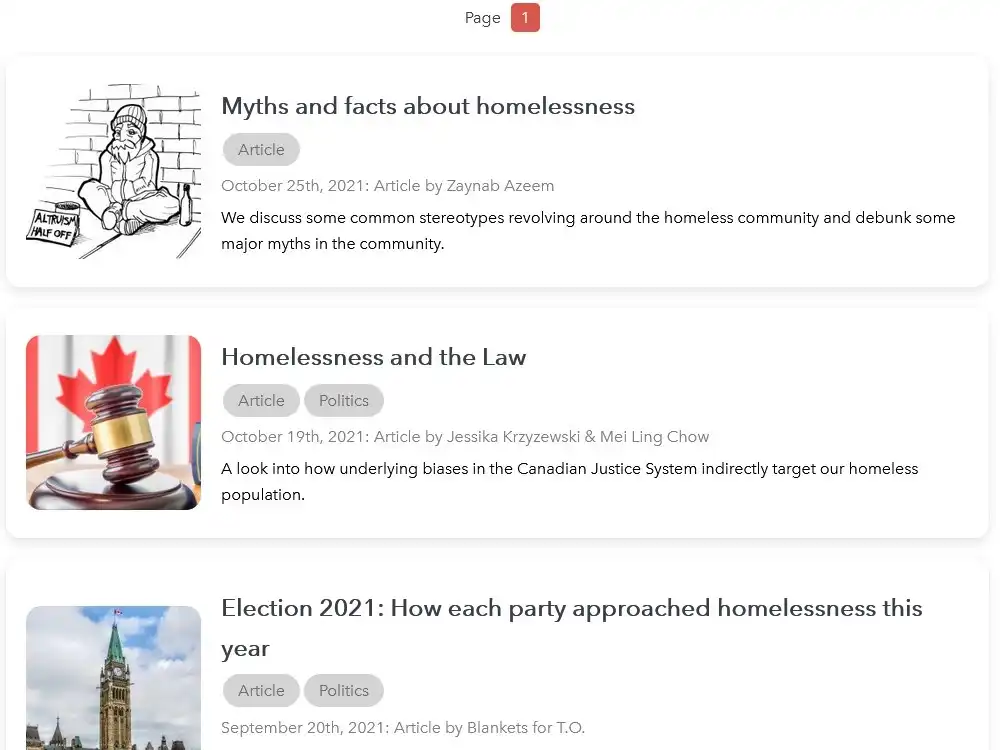 Page 1
Myths and facts about homelessness
Article
October 25th, 2021: Article by Zaynab Azeem
We discuss some common stereotypes revolving around the homeless community and debunk some
major myths in the community.
ALTRUISM
HALF OFF
Homelessness and the Law
Article Politics
October 19th, 2021: Article by Jessika Krzyzewski & Mei Ling Chow
A look into how underlying biases in the Canadian Justice System indirectly target our homeless
population.
Election 2021: How each party approached homelessness this
year
Article Politics
September 20th, 2021: Article by Blankets for T.O.